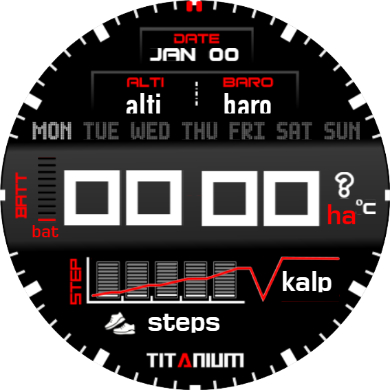 H
DATE
JAN 00
ALTI BARO
alti baro
MON TUE WED THU FRI SAT SUN
BATT
bat
00 00
?
ha°C
STEP
kalp
steps
TITANIUM